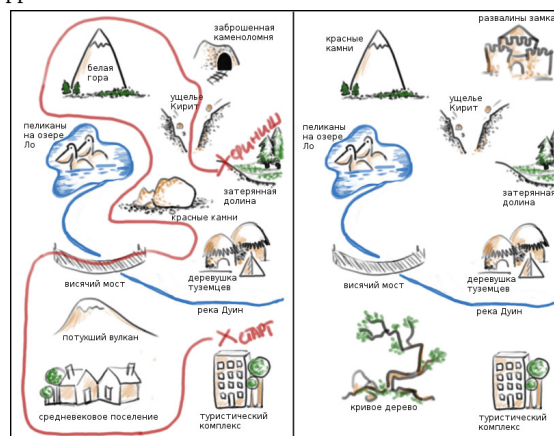 заброшенная
каменоломня
белая
гора
ущелье
Кирит
пеликаны
на озере
Ло
ФИНИШ
затерянная
долина
красные камни
деревушка
туземцев
висячий мост
река Дуин
потухший вулкан
СТАРТ
средневековое поселение
туристический
комплекс
развалины замка
красные
камни
ущелье
Кирит
пеликаны
на озере
Ло
затерянная
долина
деревушка
туземцев
висячий мост
река Дуин
кривое дерево
туристический
комплекс